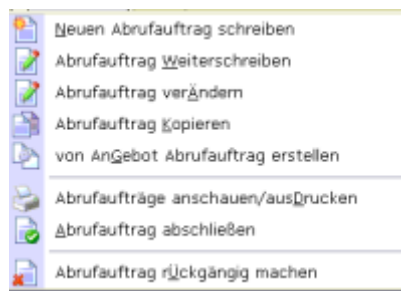 Neuen Abrufauftrag schreiben
Abrufauftrag Weiterschreiben
Abrufauftrag verÄndern
Abrufauftrag Kopieren
von AnGebot Abrufauftrag erstellen
Abrufaufträge anschauen/ausDrucken
Abrufauftrag abschließen
Abrufauftrag rÜckgängig machen